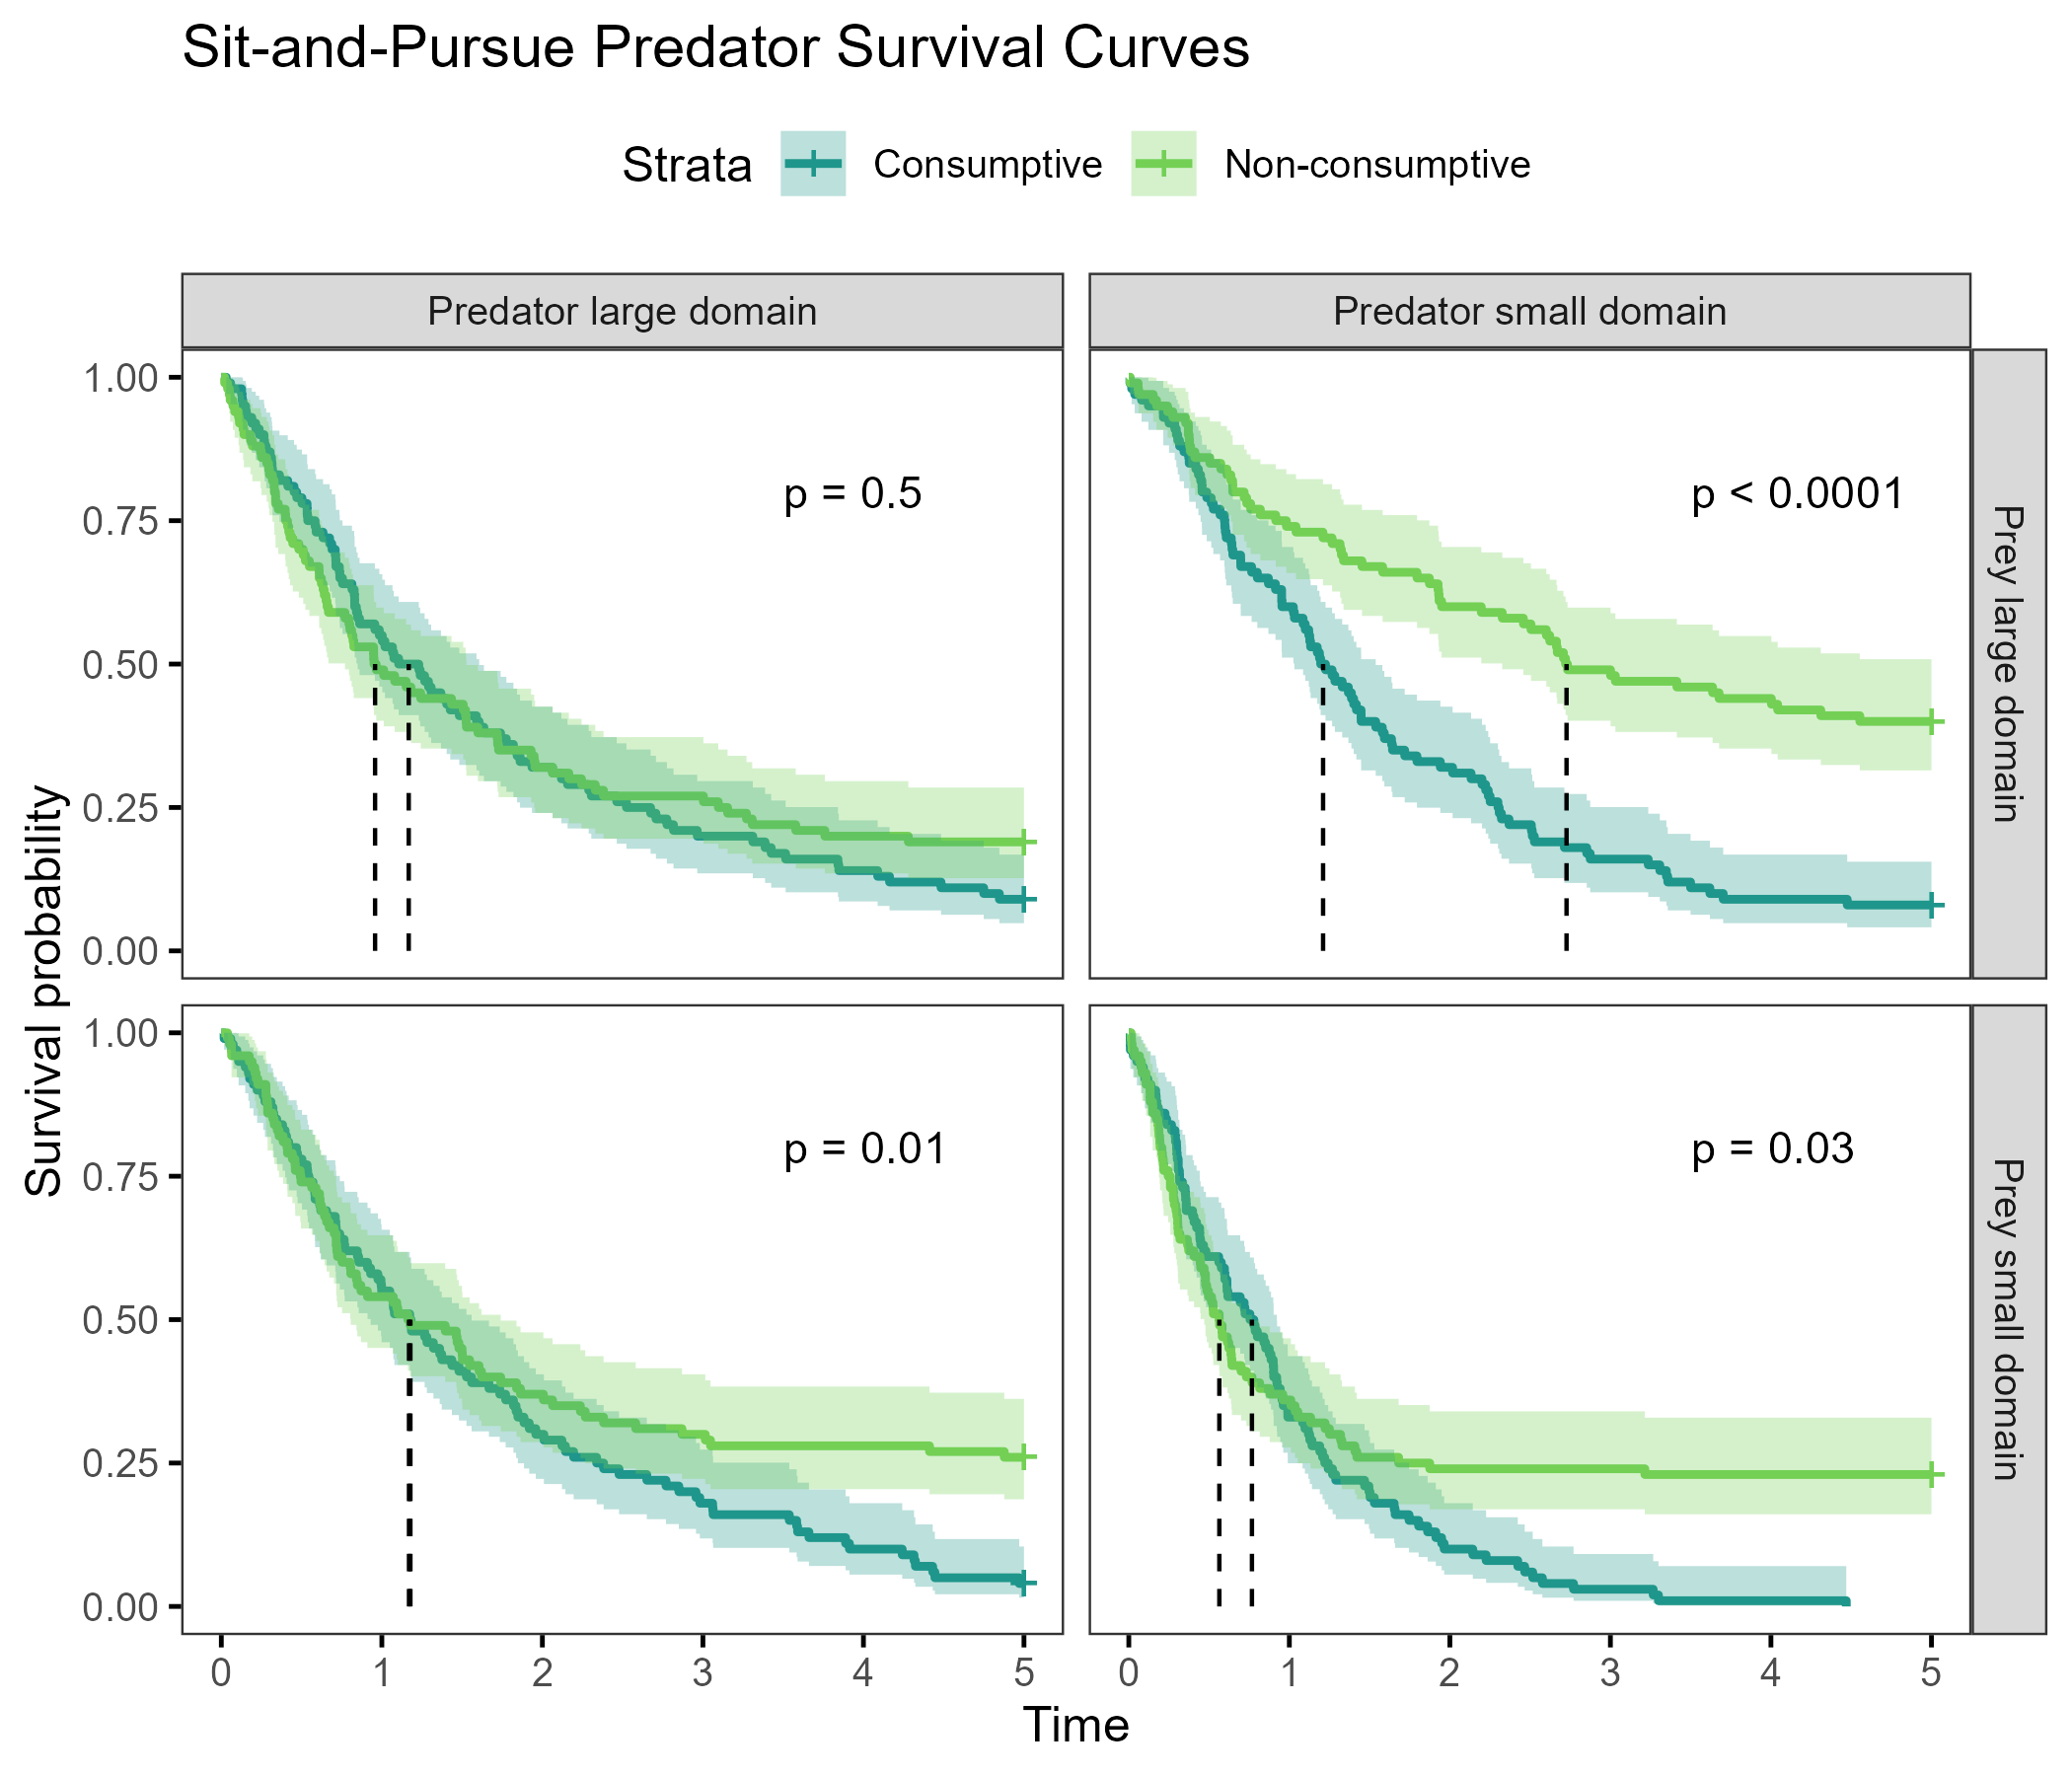 Sit-and-Pursue Predator Survival Curves
Strata Consumptive Non-consumptive
Predator large domain
Predator small domain
Survival probability
1.00
0.75
0.50
0.25
0.00
p = 0.5
p < 0.0001
Prey large domain
1.00
0.75
0.50
0.25
0.00
p = 0.01
p = 0.03
Prey small domain
0 1 2 3 4 5
0 1 2 3 4 5
Time